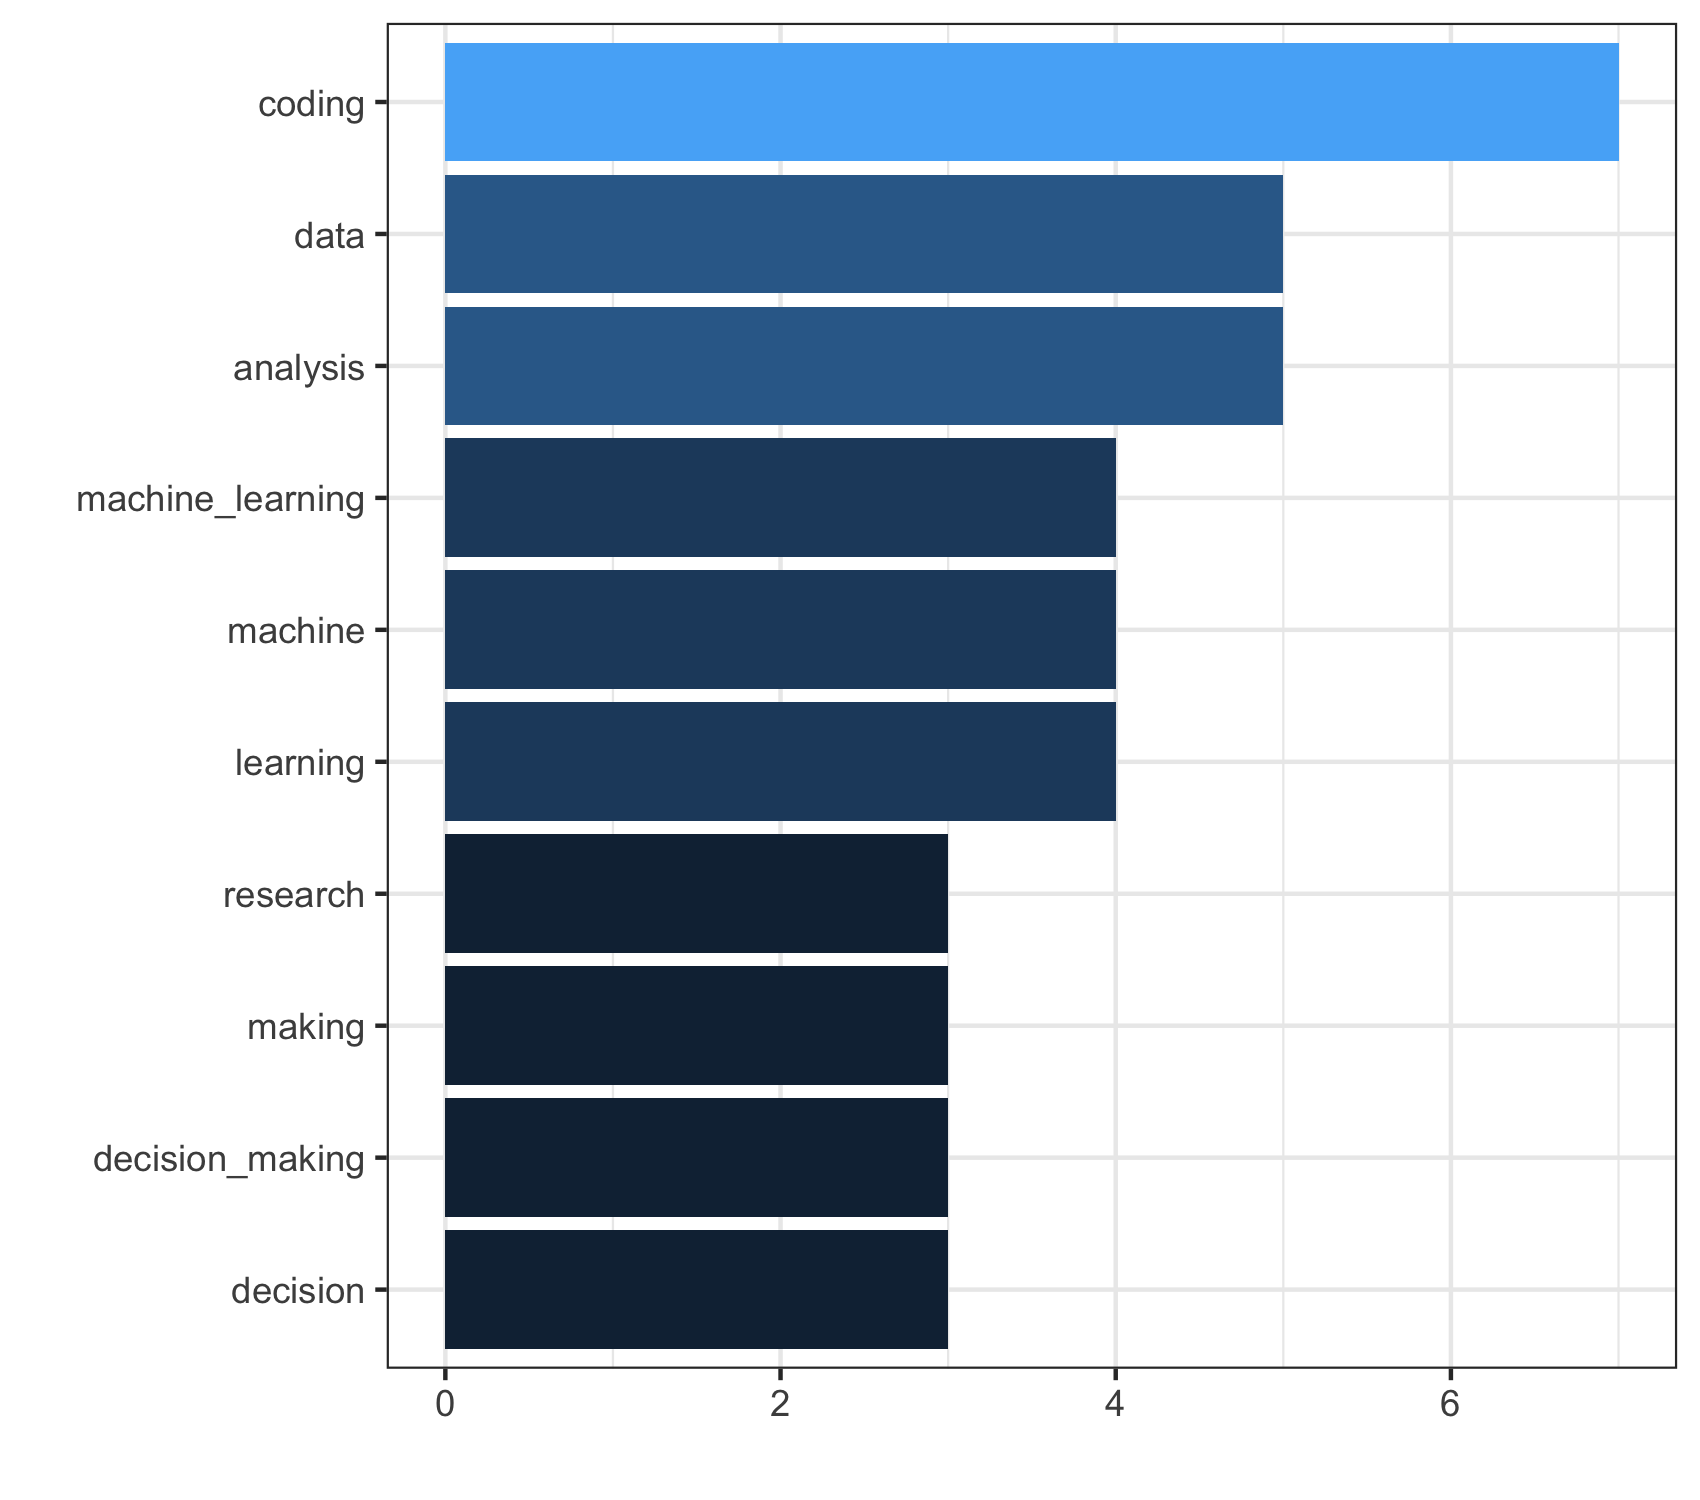 coding
data
analysis
machine_learning
machine
learning
research
making
decision_making
decision
0 2 4 6